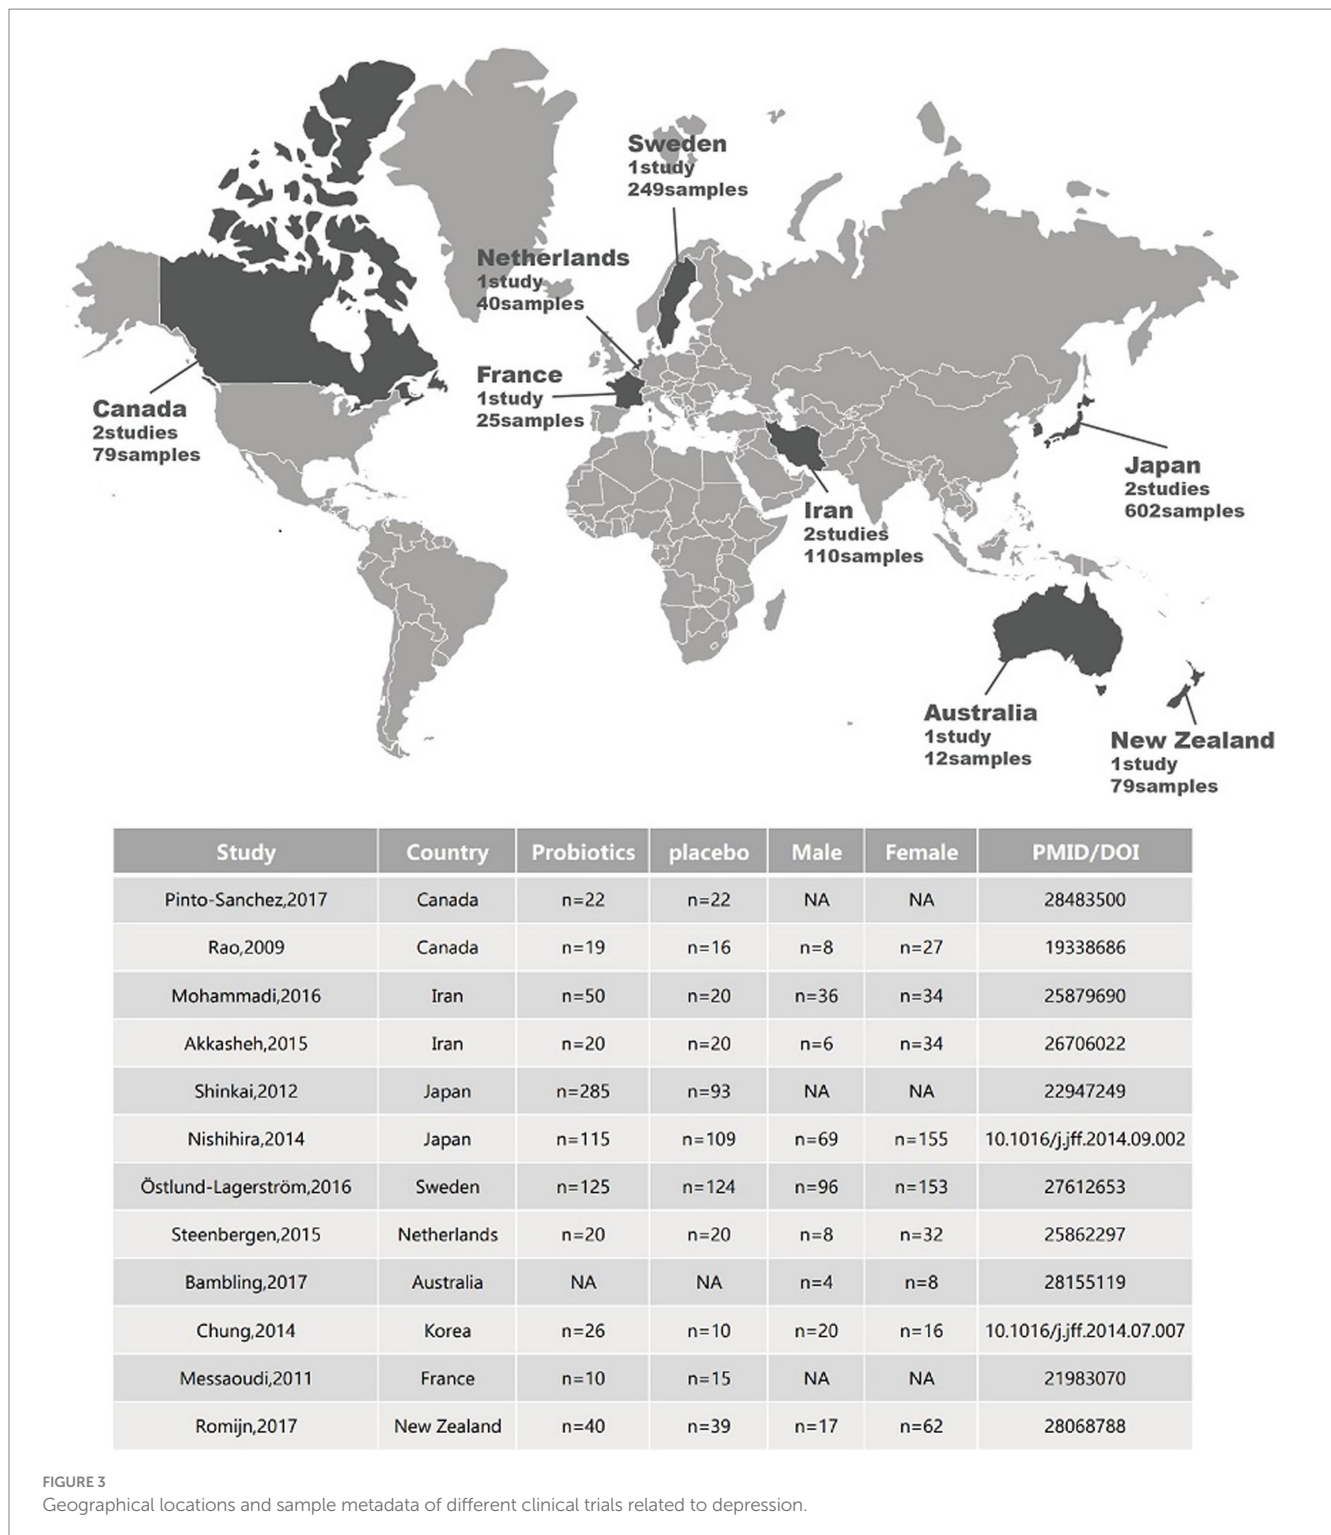 Sweden
1study
249samples
Netherlands
1study
40samples
France
1study
25samples
Canada
2studies
79samples
Japan
2studies
602samples
Iran
2studies
110samples
Australia
1study
12samples
New Zealand
1study
79samples
Study Country Probiotics placebo Male Female PMID/DOI
Pinto-Sanchez,2017 Canada n=22 n=22 NA NA 28483500
Rao,2009 Canada n=19 n=16 n=8 n=27 19338686
Mohammadi,2016 Iran n=50 n=20 n=36 n=34 25879690
Akkasheh,2015 Iran n=20 n=20 n=6 n=34 26706022
Shinkai,2012 Japan n=285 n=93 NA NA 22947249
Nishihira,2014 Japan n=115 n=109 n=69 n=155 10.1016/j.jff.2014.09.002
Östlund-Lagerström,2016 Sweden n=125 n=124 n=96 n=153 27612653
Steenbergen,2015 Netherlands n=20 n=20 n=8 n=32 25862297
Bambling,2017 Australia NA NA n=4 n=8 28155119
Chung,2014 Korea n=26 n=10 n=20 n=16 10.1016/j.jff.2014.07.007
Messaoudi,2011 France n=10 n=15 NA NA 21983070
Romijn,2017 New Zealand n=40 n=39 n=17 n=62 28068788
FIGURE 3
Geographical locations and sample metadata of different clinical trials related to depression.